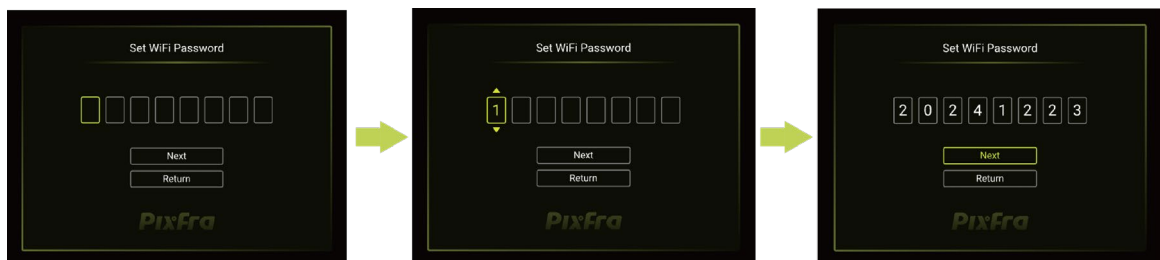 Set WiFi Password
Next
Return
PixFra
Set WiFi Password
1
Next
Return
PixFra
Set WiFi Password
2 0 2 4 1 2 2 3
Next
Return
PixFra